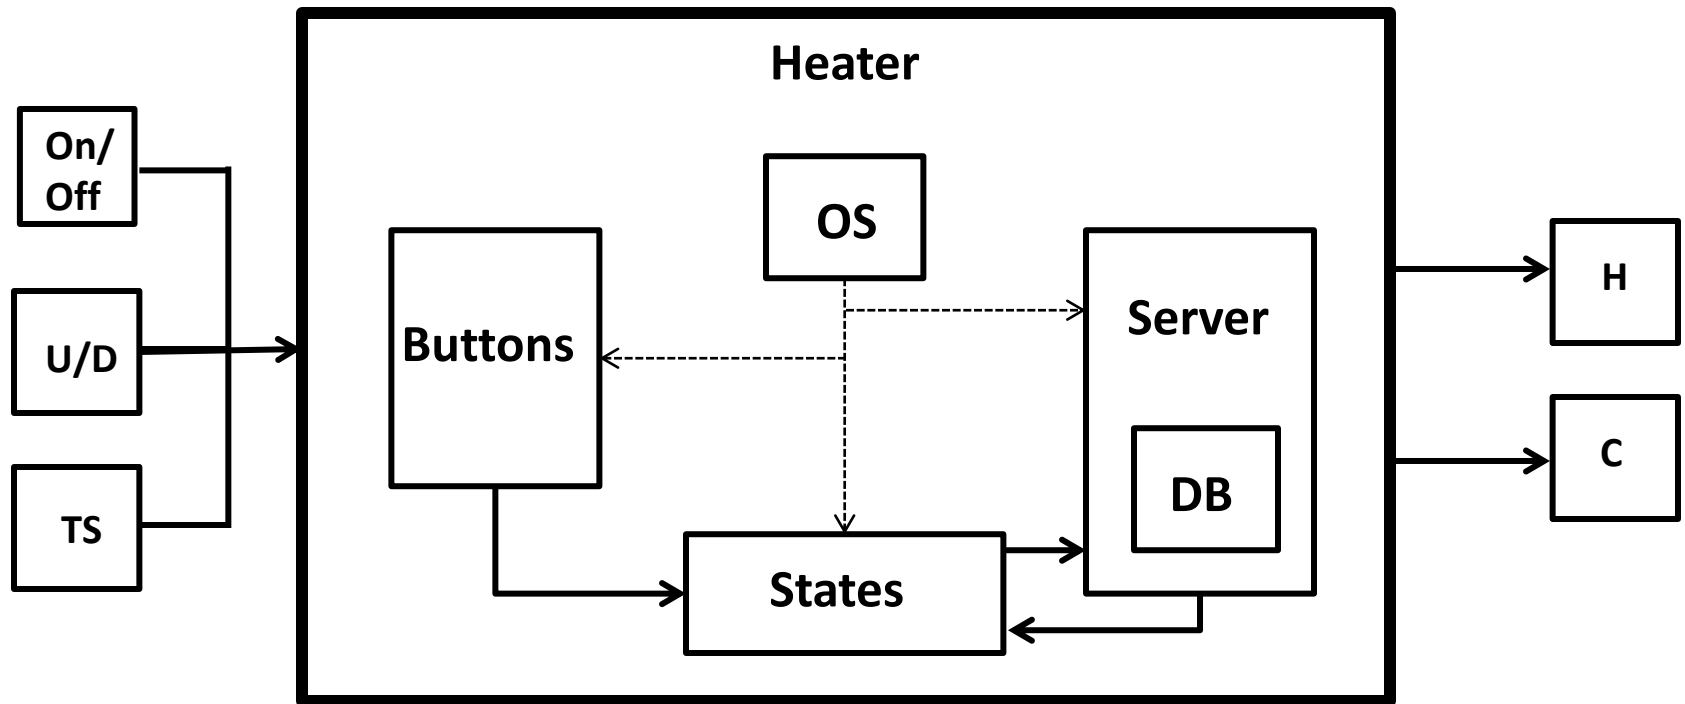 Heater
On/
Off
OS
H
Server
Buttons
U/D
C
DB
TS
States